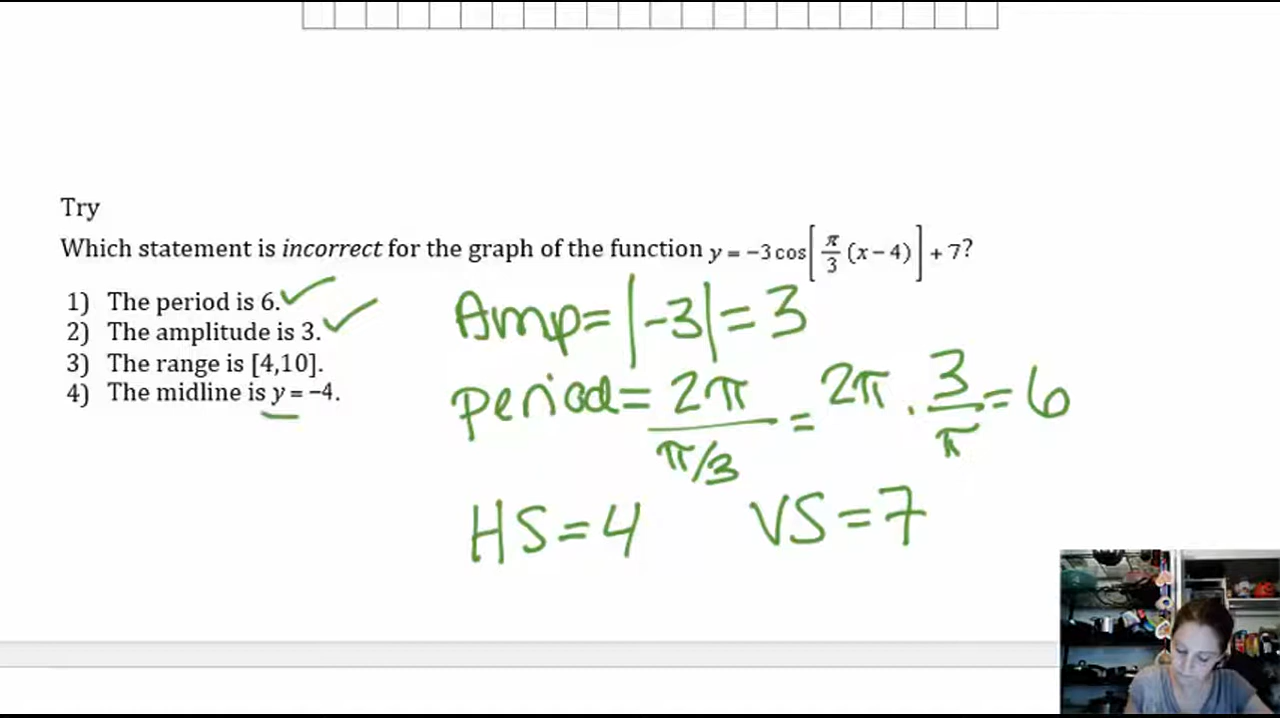 Try
Which statement is incorrect for the graph of the function y = −3 cos[π/3 (x − 4)] + 7?
1) The period is 6. ✓
2) The amplitude is 3. ✓
3) The range is [4,10].
4) The midline is y = −4.
Amp = |-3| = 3
period = 2π/(π/3) = 2π · 3/π = 6
HS = 4 VS = 7